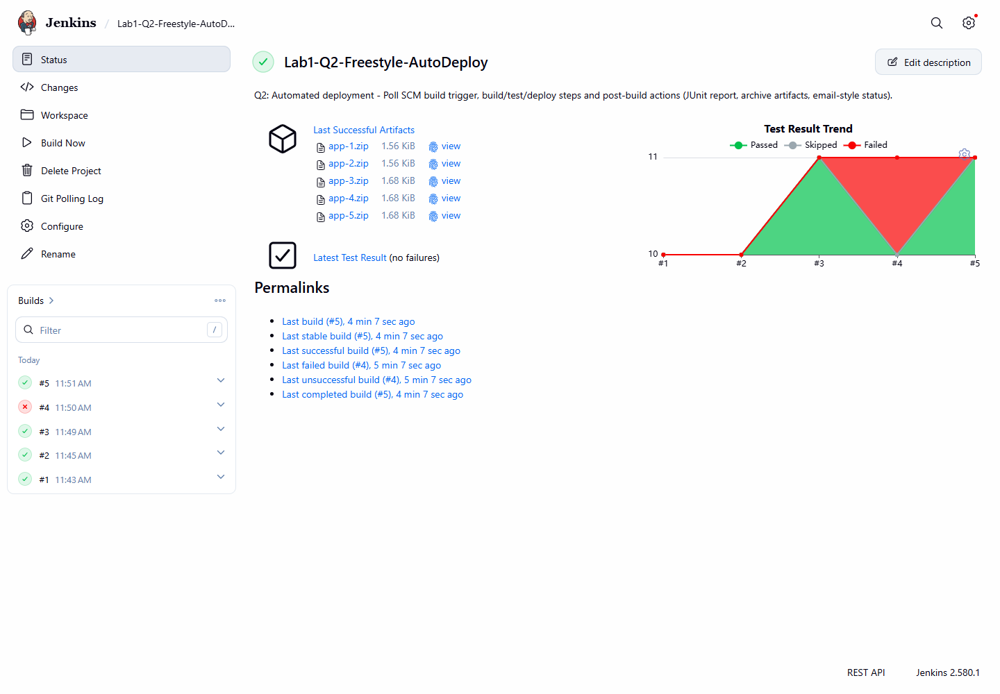 Jenkins / Lab1-Q2-Freestyle-AutoD...
Status
Changes
Workspace
Build Now
Delete Project
Git Polling Log
Configure
Rename
Builds
Filter /
Today
#5 11:51 AM
#4 11:50 AM
#3 11:49 AM
#2 11:45 AM
#1 11:43 AM
Lab1-Q2-Freestyle-AutoDeploy
Edit description
Q2: Automated deployment - Poll SCM build trigger, build/test/deploy steps and post-build actions (JUnit report, archive artifacts, email-style status).
Last Successful Artifacts
app-1.zip 1.56 KiB view
app-2.zip 1.56 KiB view
app-3.zip 1.68 KiB view
app-4.zip 1.68 KiB view
app-5.zip 1.68 KiB view
Latest Test Result (no failures)
Test Result Trend
Passed Skipped Failed
11
10
#1 #2 #3 #4 #5
Permalinks
Last build (#5), 4 min 7 sec ago
Last stable build (#5), 4 min 7 sec ago
Last successful build (#5), 4 min 7 sec ago
Last failed build (#4), 5 min 7 sec ago
Last unsuccessful build (#4), 5 min 7 sec ago
Last completed build (#5), 4 min 7 sec ago
REST API Jenkins 2.580.1